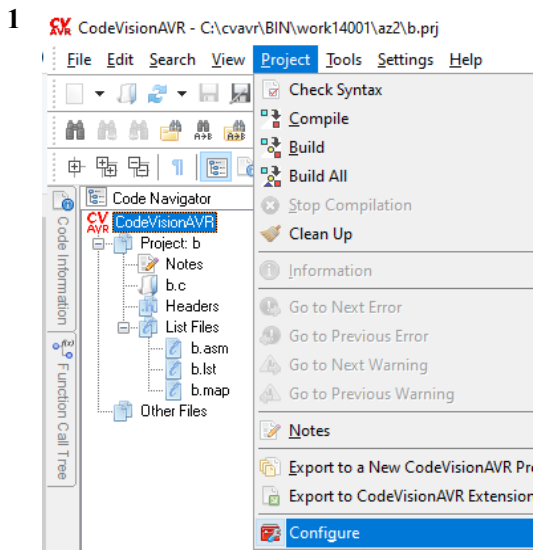 1
CodeVisionAVR - C:\cvavr\BIN\work14001\az2\b.prj
File Edit Search View Project Tools Settings Help
Check Syntax
Compile
Build
Build All
Stop Compilation
Clean Up
Information
Go to Next Error
Go to Previous Error
Go to Next Warning
Go to Previous Warning
Notes
Export to a New CodeVisionAVR Pr
Export to CodeVisionAVR Extension
Configure
Code Navigator
CodeVisionAVR
Project: b
Notes
b.c
Headers
List Files
b.asm
b.lst
b.map
Other Files
Code Information
f(x) Function Call Tree